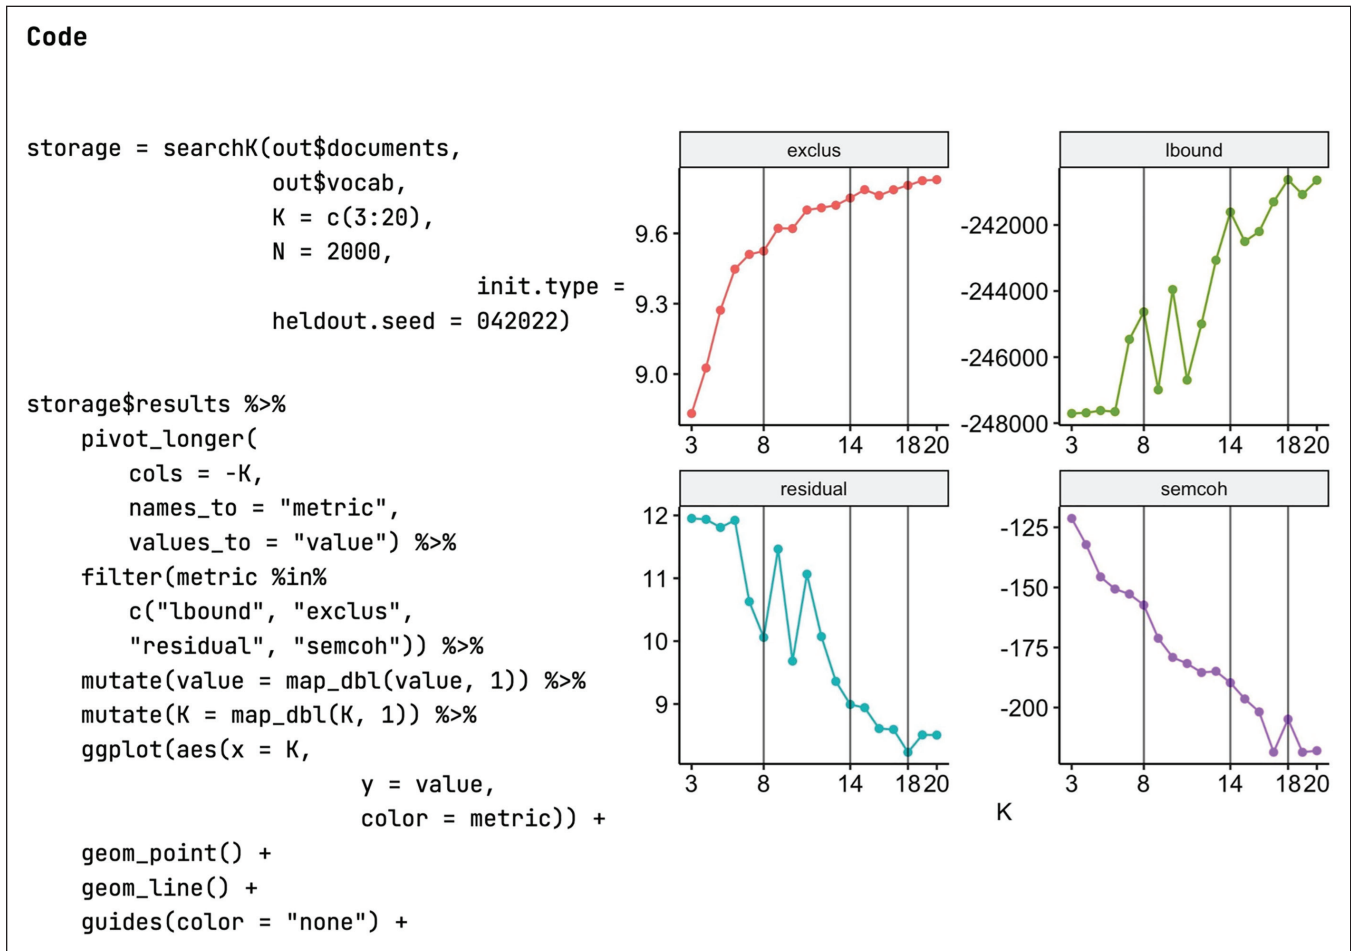 Code
storage = searchK(out$documents,
out$vocab,
K = c(3:20),
N = 2000,
init.type =
heldout.seed = 042022)
storage$results %>%
pivot_longer(
cols = -K,
names_to = "metric",
values_to = "value") %>%
filter(metric %in%
c("lbound", "exclus",
"residual", "semcoh")) %>%
mutate(value = map_dbl(value, 1)) %>%
mutate(K = map_dbl(K, 1)) %>%
ggplot(aes(x = K,
y = value,
color = metric)) +
geom_point() +
geom_line() +
guides(color = "none") +
exclus
9.6
9.3
9.0
3 8 14 18 20
lbound
-242000
-244000
-246000
-248000
3 8 14 18 20
residual
12
11
10
9
3 8 14 18 20
semcoh
-125
-150
-175
-200
3 8 14 18 20
K